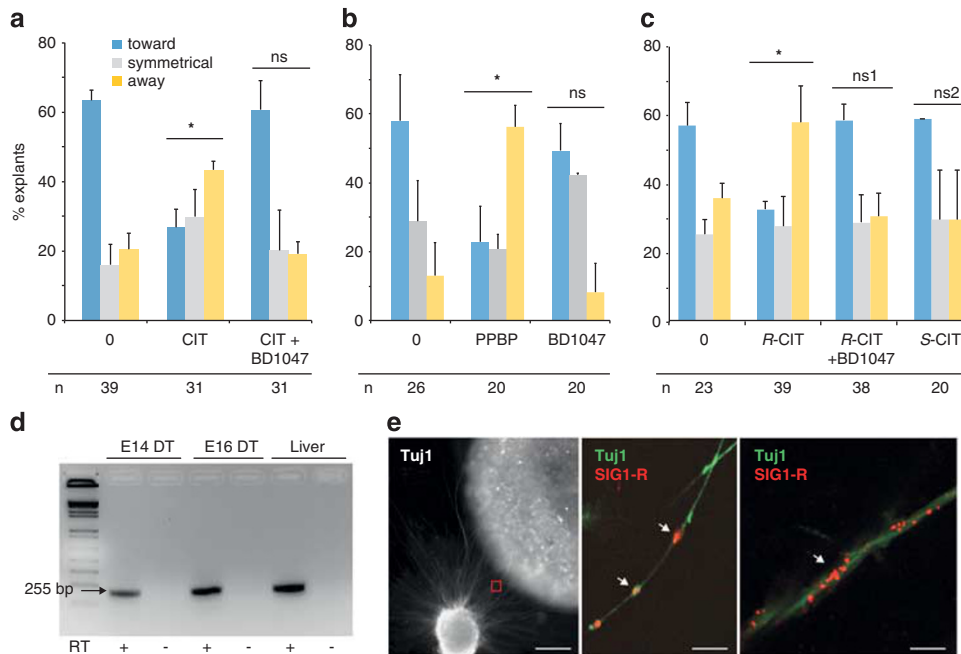 a
80
60
40
20
0
% explants
toward
symmetrical
away
*
ns
0
CIT
CIT +
BD1047
n
39
31
31
b
80
60
40
20
0
*
ns
0
PPBP
BD1047
n
26
20
20
c
80
60
40
20
0
*
ns1
ns2
0
R-CIT
R-CIT
+BD1047
S-CIT
n
23
39
38
20
d
E14 DT
E16 DT
Liver
255 bp
RT
+
-
+
-
+
-
e
Tuj1
Tuj1
SIG1-R
Tuj1
SIG1-R